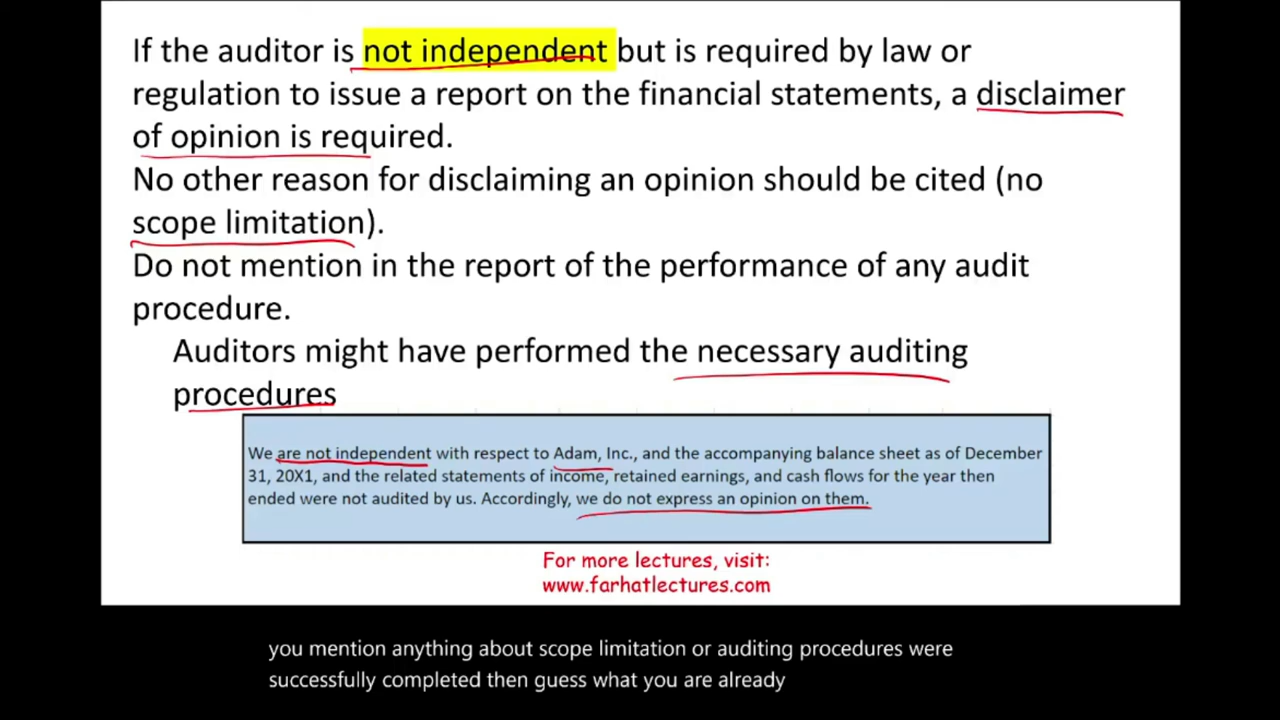 If the auditor is not independent but is required by law or
regulation to issue a report on the financial statements, a disclaimer
of opinion is required.
No other reason for disclaiming an opinion should be cited (no
scope limitation).
Do not mention in the report of the performance of any audit
procedure.
Auditors might have performed the necessary auditing
procedures
We are not independent with respect to Adam, Inc., and the accompanying balance sheet as of December
31, 20X1, and the related statements of income, retained earnings, and cash flows for the year then
ended were not audited by us. Accordingly, we do not express an opinion on them.
For more lectures, visit:
www.farhatlectures.com
you mention anything about scope limitation or auditing procedures were
successfully completed then guess what you are already